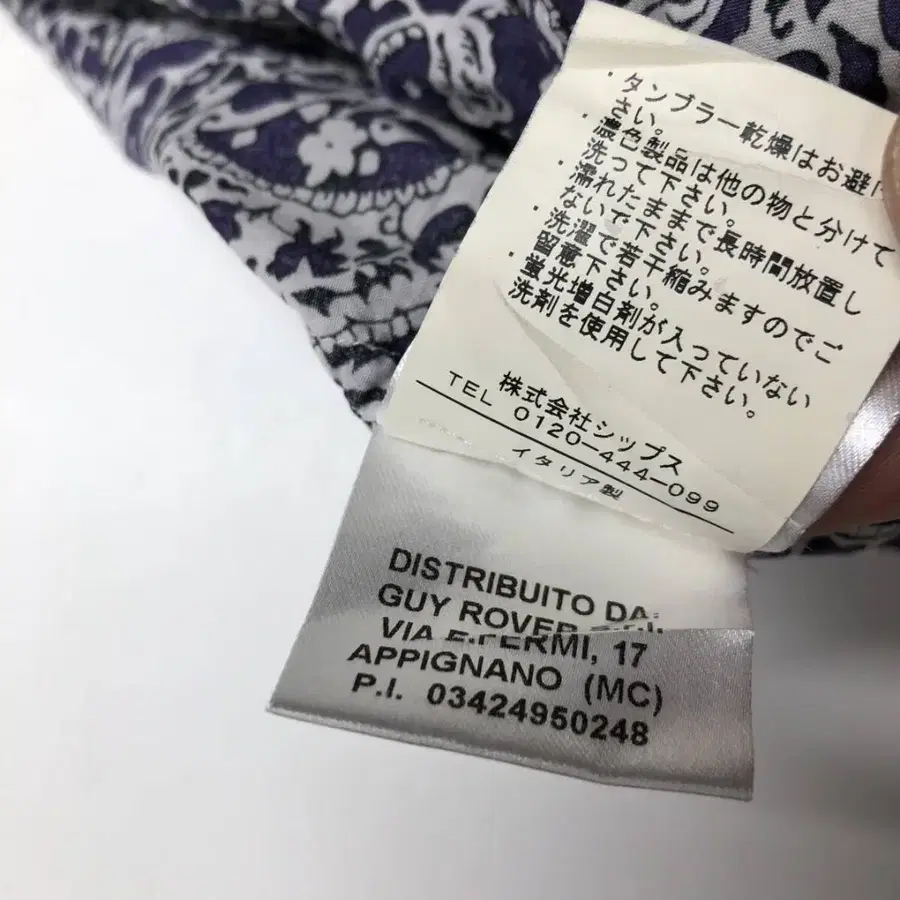 ・タンブラー乾燥はお避け
さい。
・濃色製品は他の物と分けて
洗って下さい。
・濡れたままで長時間放置し
ないで下さい。
・洗濯で若干縮みますのでご
留意下さい。
・蛍光増白剤が入っていない
洗剤を使用して下さい。
株式会社シップス
TEL 0120-444-099
イタリア製
DISTRIBUITO DA:
GUY ROVER
VIA E.FERMI, 17
APPIGNANO (MC)
P.I. 03424950248